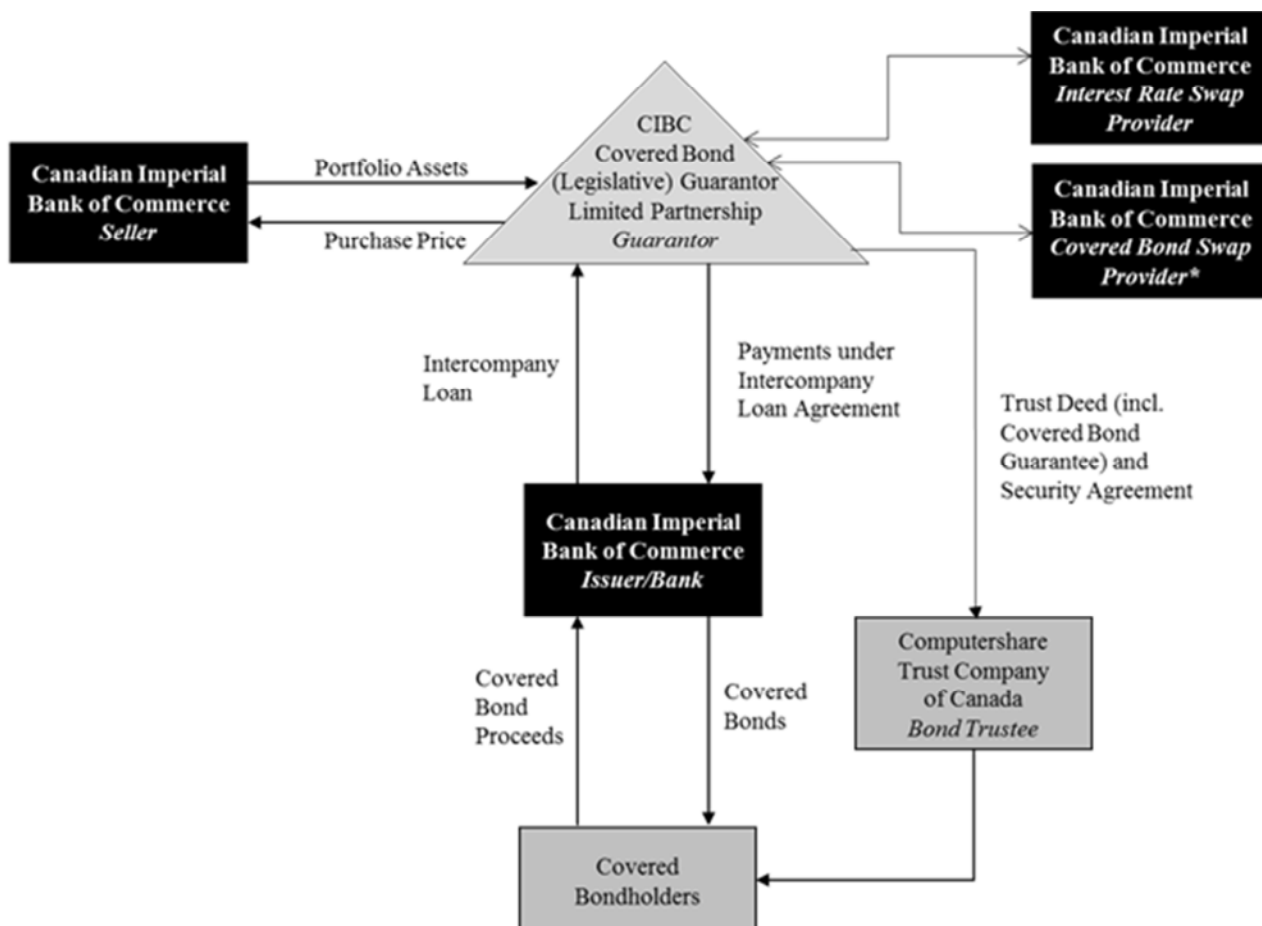 Canadian Imperial
Bank of Commerce
Interest Rate Swap
Provider
CIBC
Covered Bond
(Legislative) Guarantor
Limited Partnership
Guarantor
Canadian Imperial
Bank of Commerce
Seller
Portfolio Assets
Purchase Price
Canadian Imperial
Bank of Commerce
Covered Bond Swap
Provider*
Intercompany
Loan
Payments under
Intercompany
Loan Agreement
Trust Deed (incl.
Covered Bond
Guarantee) and
Security Agreement
Canadian Imperial
Bank of Commerce
Issuer/Bank
Computershare
Trust Company
of Canada
Bond Trustee
Covered
Bond
Proceeds
Covered
Bonds
Covered
Bondholders